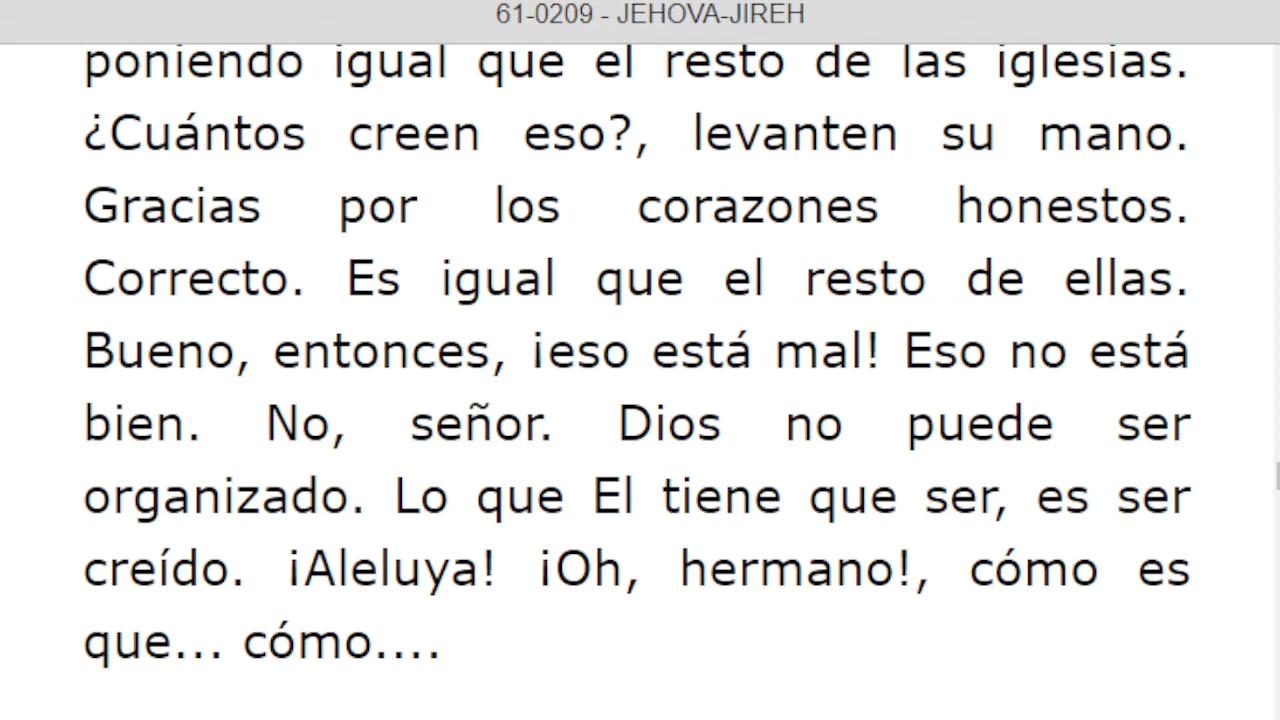 61-0209 - JEHOVA-JIREH
poniendo igual que el resto de las iglesias.
¿Cuántos creen eso?, levanten su mano.
Gracias por los corazones honestos.
Correcto. Es igual que el resto de ellas.
Bueno, entonces, ¡eso está mal! Eso no está
bien. No, señor. Dios no puede ser
organizado. Lo que El tiene que ser, es ser
creído. ¡Aleluya! ¡Oh, hermano!, cómo es
que... cómo....